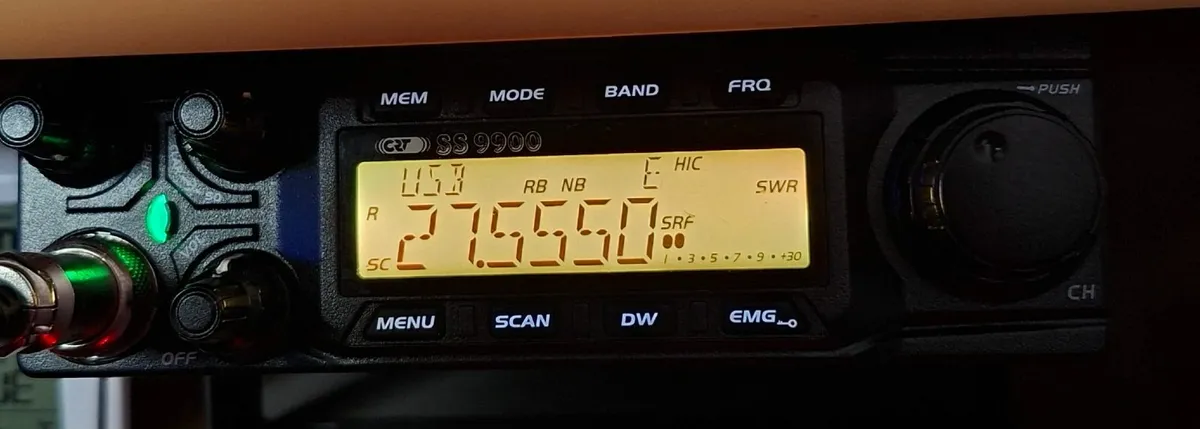 MEM MODE BAND FRQ
PUSH
CRT SS 9900
USB RB NB E HIC SWR
R 27.5550 SRF
SC 1 • 3 • 5 • 7 • 9 • +30
CH
MENU SCAN DW EMG
OFF